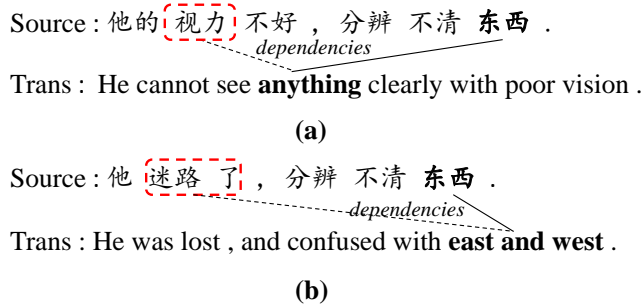 Source : 他的 视力 不好 , 分辨 不清 东西 .
dependencies
Trans : He cannot see anything clearly with poor vision .
(a)
Source : 他 迷路 了 , 分辨 不清 东西 .
dependencies
Trans : He was lost , and confused with east and west .
(b)